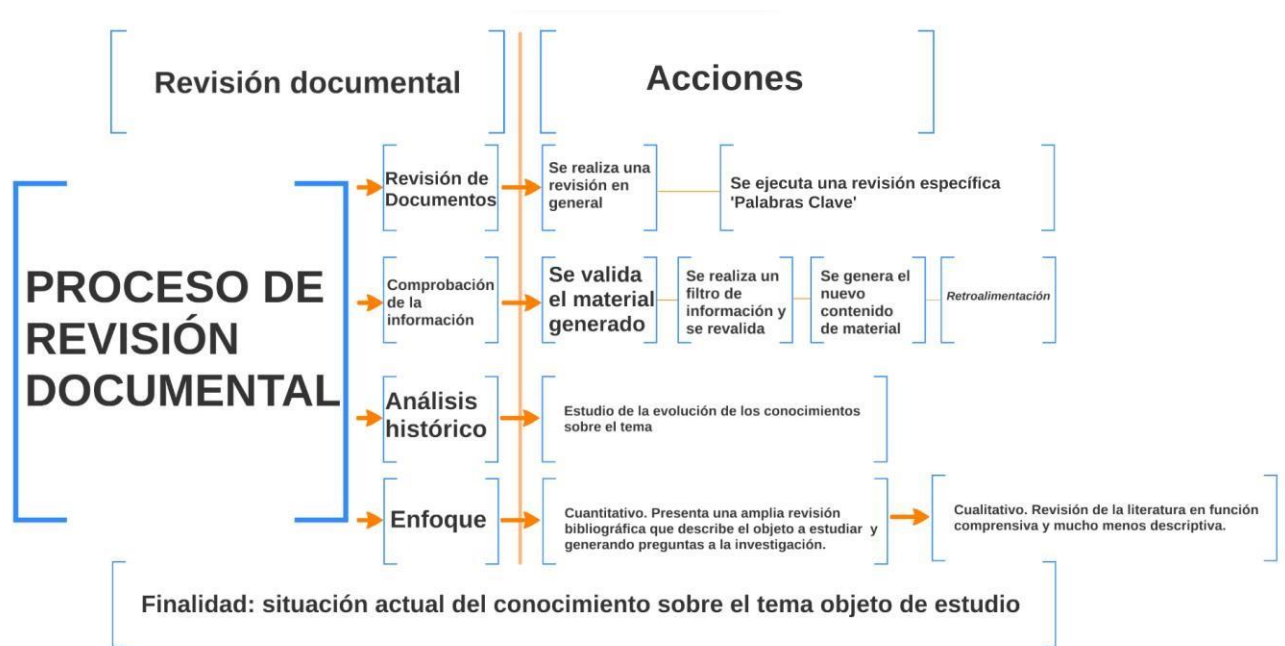 Revisión documental
Acciones
PROCESO DE
REVISIÓN
DOCUMENTAL
Revisión de
Documentos
Se realiza una
revisión en
general
Se ejecuta una revisión específica
'Palabras Clave'
Comprobación
de la
información
Se valida
el material
generado
Se realiza un
filtro de
información y
se revalida
Se genera el
nuevo
contenido
de material
Retroalimentación
Análisis
histórico
Estudio de la evolución de los conocimientos
sobre el tema
Enfoque
Cuantitativo. Presenta una amplia revisión
bibliográfica que describe el objeto a estudiar y
generando preguntas a la investigación.
Cualitativo. Revisión de la literatura en función
comprensiva y mucho menos descriptiva.
Finalidad: situación actual del conocimiento sobre el tema objeto de estudio